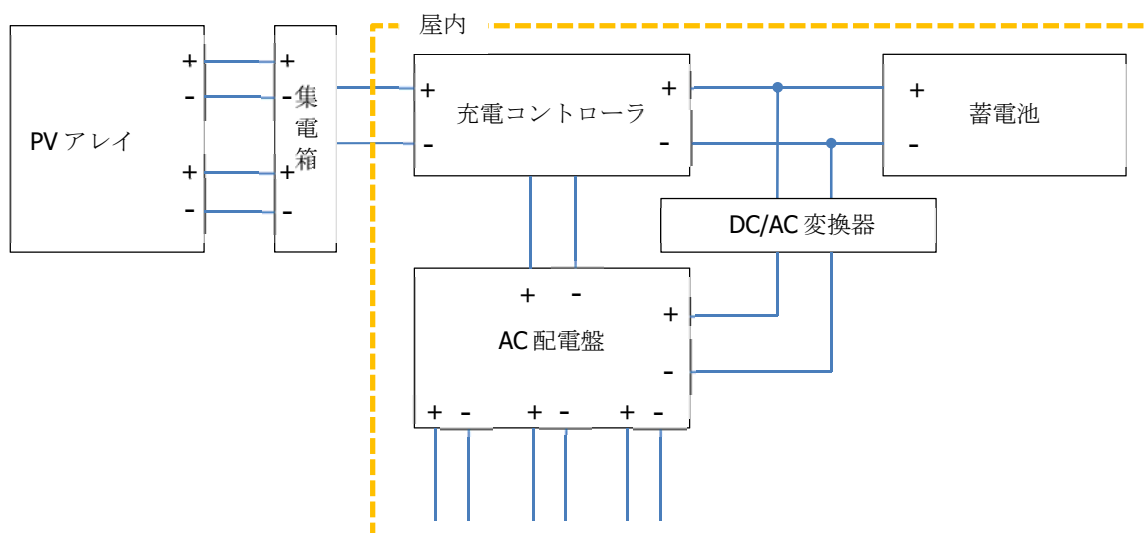 屋内
PV アレイ
+
-
+
-
集電箱
+
-
+
-
充電コントローラ
+
-
+
-
蓄電池
+
-
DC/AC 変換器
AC 配電盤
+ -
+
-
+ - + - + -